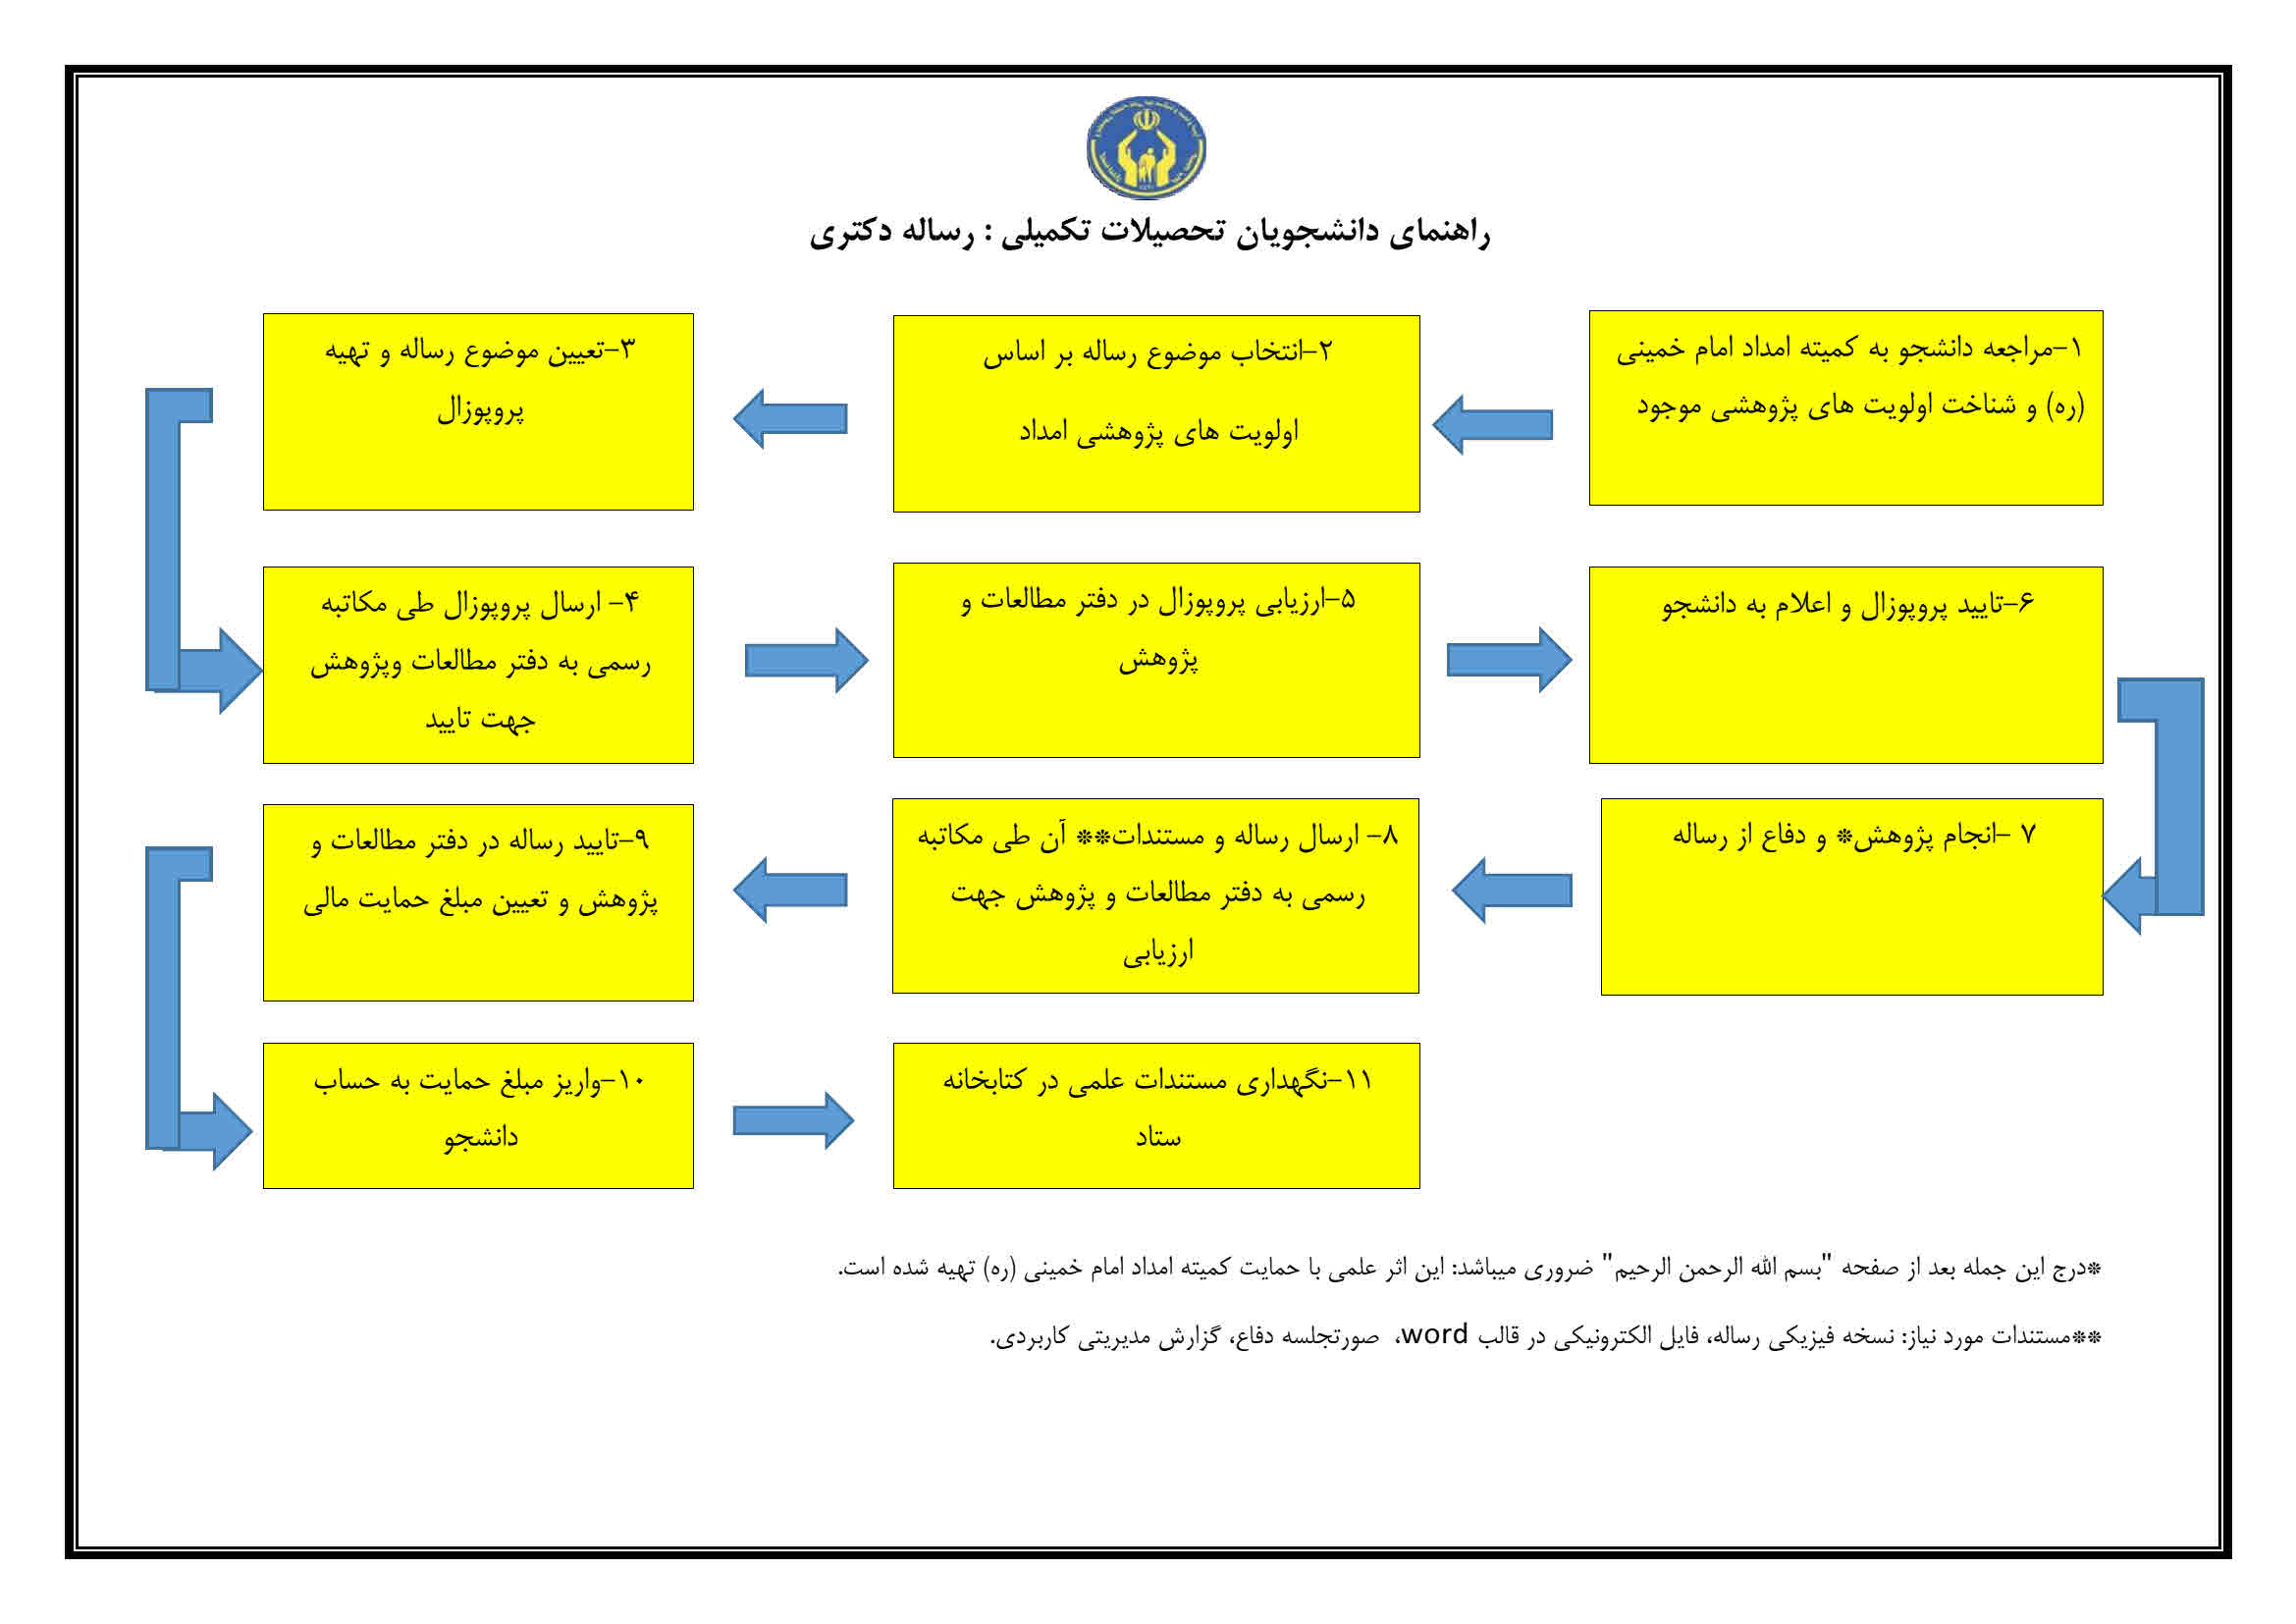 راهنمای دانشجویان تحصیلات تکمیلی : رساله دکتری
۱-مراجعه دانشجو به کمیته امداد امام خمینی
(ره) و شناخت اولویت های پژوهشی موجود
۲-انتخاب موضوع رساله بر اساس
اولویت های پژوهشی امداد
۳-تعیین موضوع رساله و تهیه
پروپوزال
۴- ارسال پروپوزال طی مکاتبه
رسمی به دفتر مطالعات وپژوهش
جهت تایید
۵-ارزیابی پروپوزال در دفتر مطالعات و
پژوهش
۶-تایید پروپوزال و اعلام به دانشجو
۷ -انجام پژوهش* و دفاع از رساله
۸- ارسال رساله و مستندات** آن طی مکاتبه
رسمی به دفتر مطالعات و پژوهش جهت
ارزیابی
۹-تایید رساله در دفتر مطالعات و
پژوهش و تعیین مبلغ حمایت مالی
۱۰-واریز مبلغ حمایت به حساب
دانشجو
۱۱-نگهداری مستندات علمی در کتابخانه
ستاد
*درج این جمله بعد از صفحه "بسم الله الرحمن الرحیم" ضروری میباشد: این اثر علمی با حمایت کمیته امداد امام خمینی (ره) تهیه شده است.
**مستندات مورد نیاز: نسخه فیزیکی رساله، فایل الکترونیکی در قالب word، صورتجلسه دفاع، گزارش مدیریتی کاربردی.